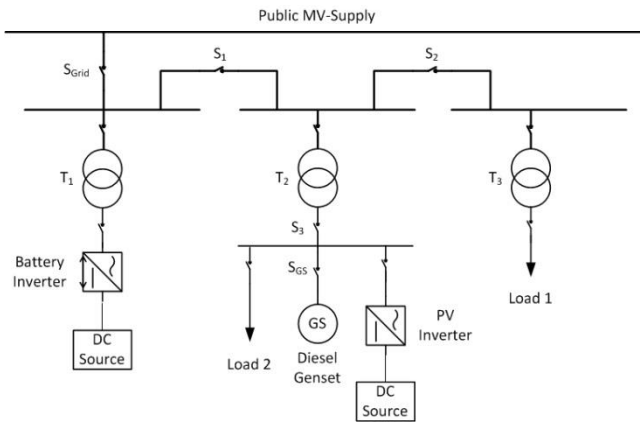 Public MV-Supply
S1
S2
SGrid
T1
T2
T3
S3
Battery
Inverter
SGS
Load 1
GS
PV
Inverter
DC
Source
Load 2
Diesel
Genset
DC
Source